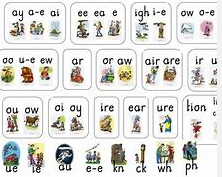 ay a-e ai ee ea e igh i-e ow o-e
oo u-ew ar or aw air are ir u
ou ow oi oy ire ear ure tion
ue ie au e-e kn ck wh ph